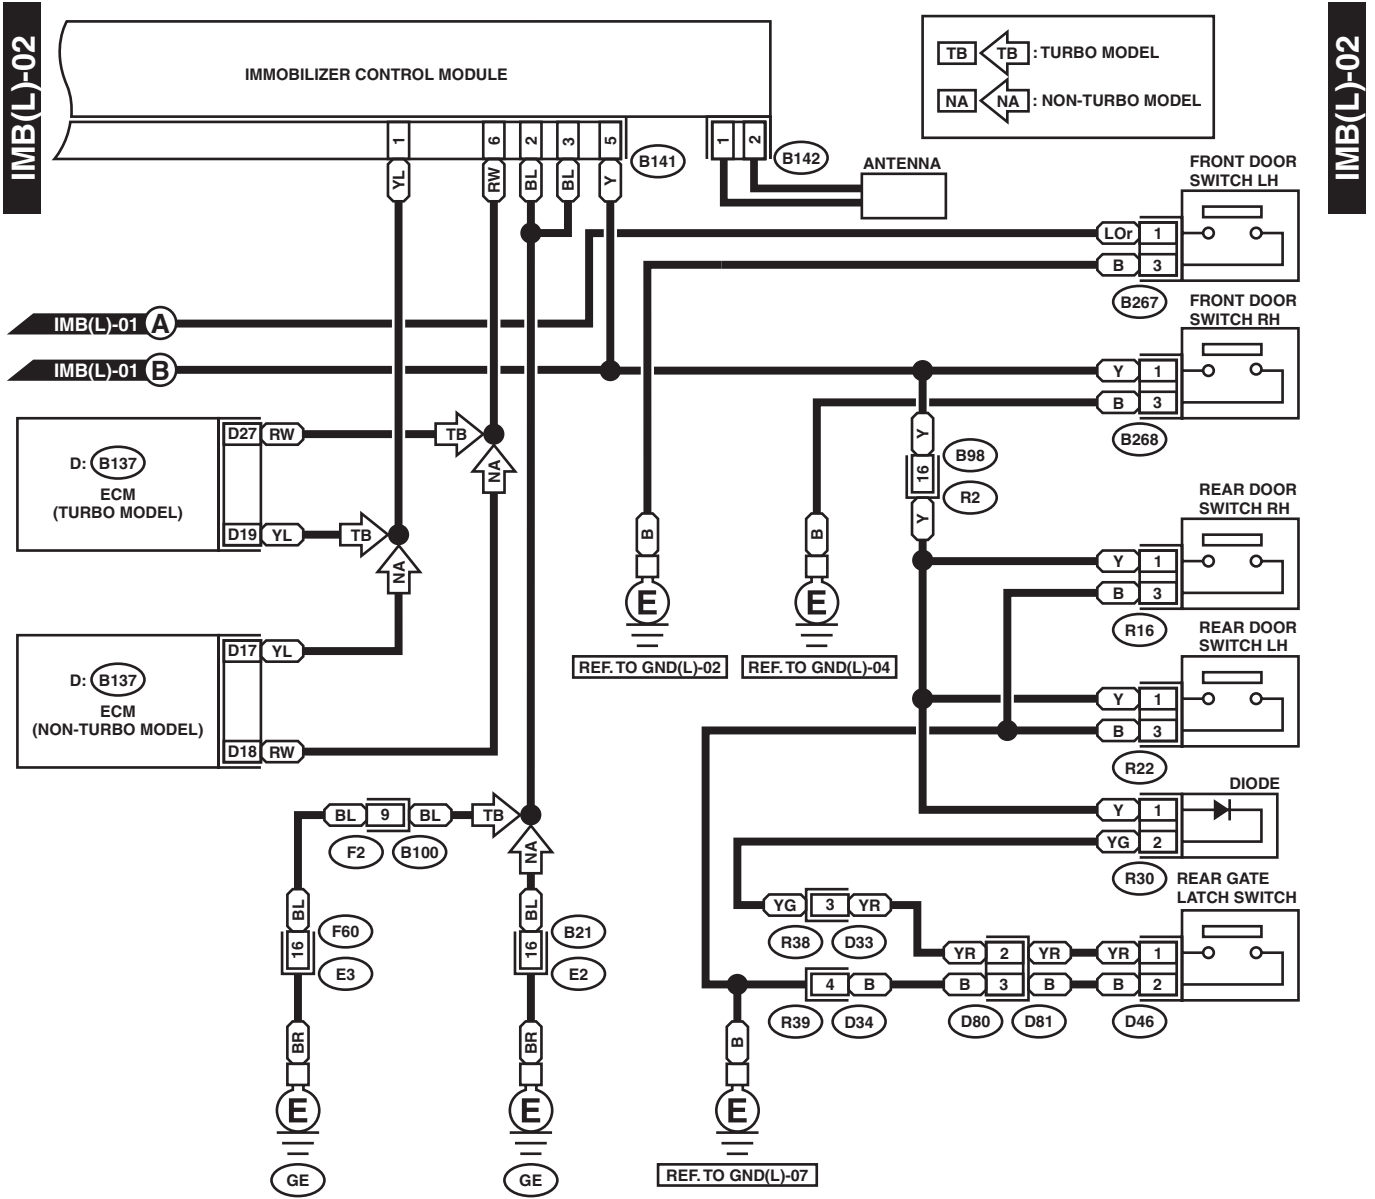 IMB(L)-02
IMB(L)-02
IMMOBILIZER CONTROL MODULE
TB TB : TURBO MODEL
NA NA : NON-TURBO MODEL
1 6 2 3 5 B141
1 2 B142
YL RW BL BL Y
ANTENNA
FRONT DOOR
SWITCH LH
LOr 1
B 3
B267
IMB(L)-01 A
IMB(L)-01 B
FRONT DOOR
SWITCH RH
Y 1
B 3
B268
D27 RW TB
NA
D: B137
ECM
(TURBO MODEL)
D19 YL TB
NA
Y
16
B98
R2
Y
B
E
REF. TO GND(L)-02
B
E
REF. TO GND(L)-04
REAR DOOR
SWITCH RH
Y 1
B 3
R16
REAR DOOR
SWITCH LH
Y 1
B 3
R22
D17 YL
D: B137
ECM
(NON-TURBO MODEL)
D18 RW
DIODE
Y 1
YG 2
R30
BL 9 BL TB
F2 B100
NA
BL
16
F60
E3
BR
E
GE
BL
16
B21
E2
BR
E
GE
REAR GATE
LATCH SWITCH
YG 3 YR
R38 D33
YR 2 YR YR 1
4 B B 3 B B 2
R39 D34 D80 D81 D46
B
E
REF. TO GND(L)-07